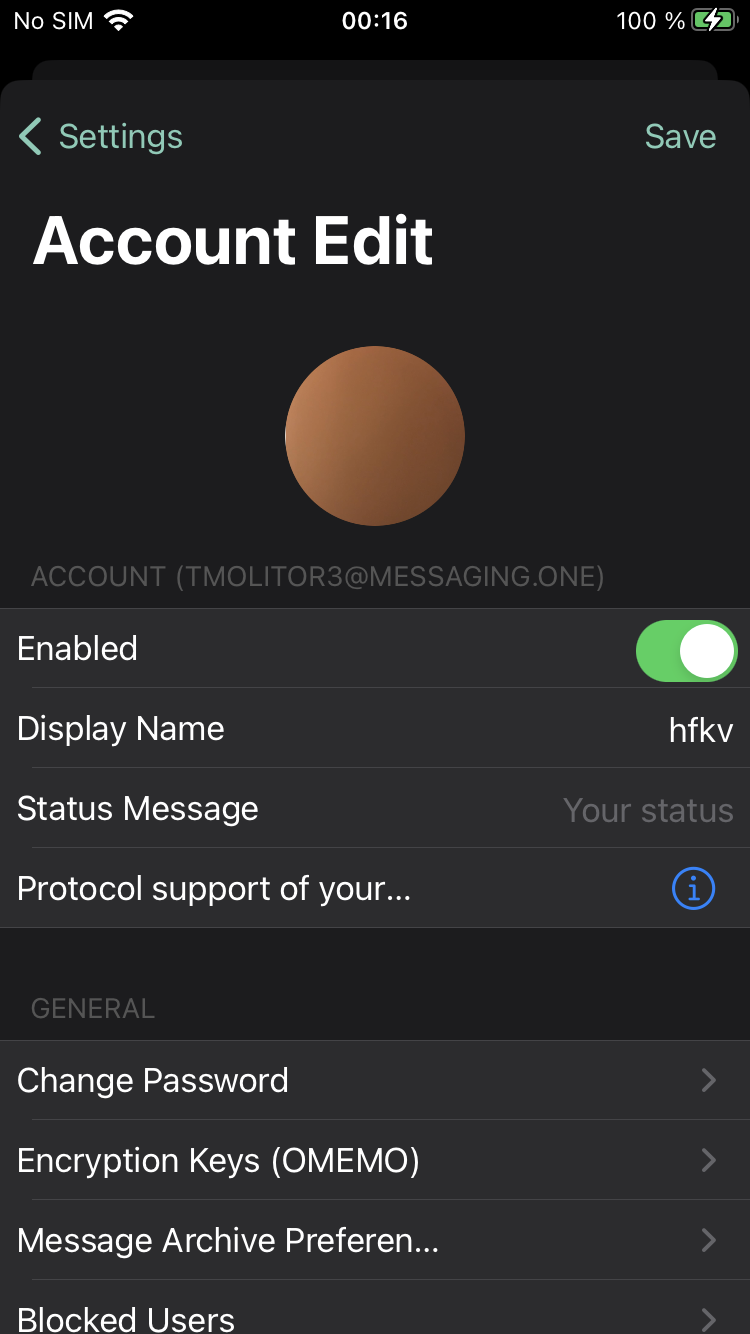 No SIM 00:16 100 %
Settings Save
Account Edit
ACCOUNT (TMOLITOR3@MESSAGING.ONE)
Enabled
Display Name hfkv
Status Message Your status
Protocol support of your...
GENERAL
Change Password
Encryption Keys (OMEMO)
Message Archive Preferen...
Blocked Users